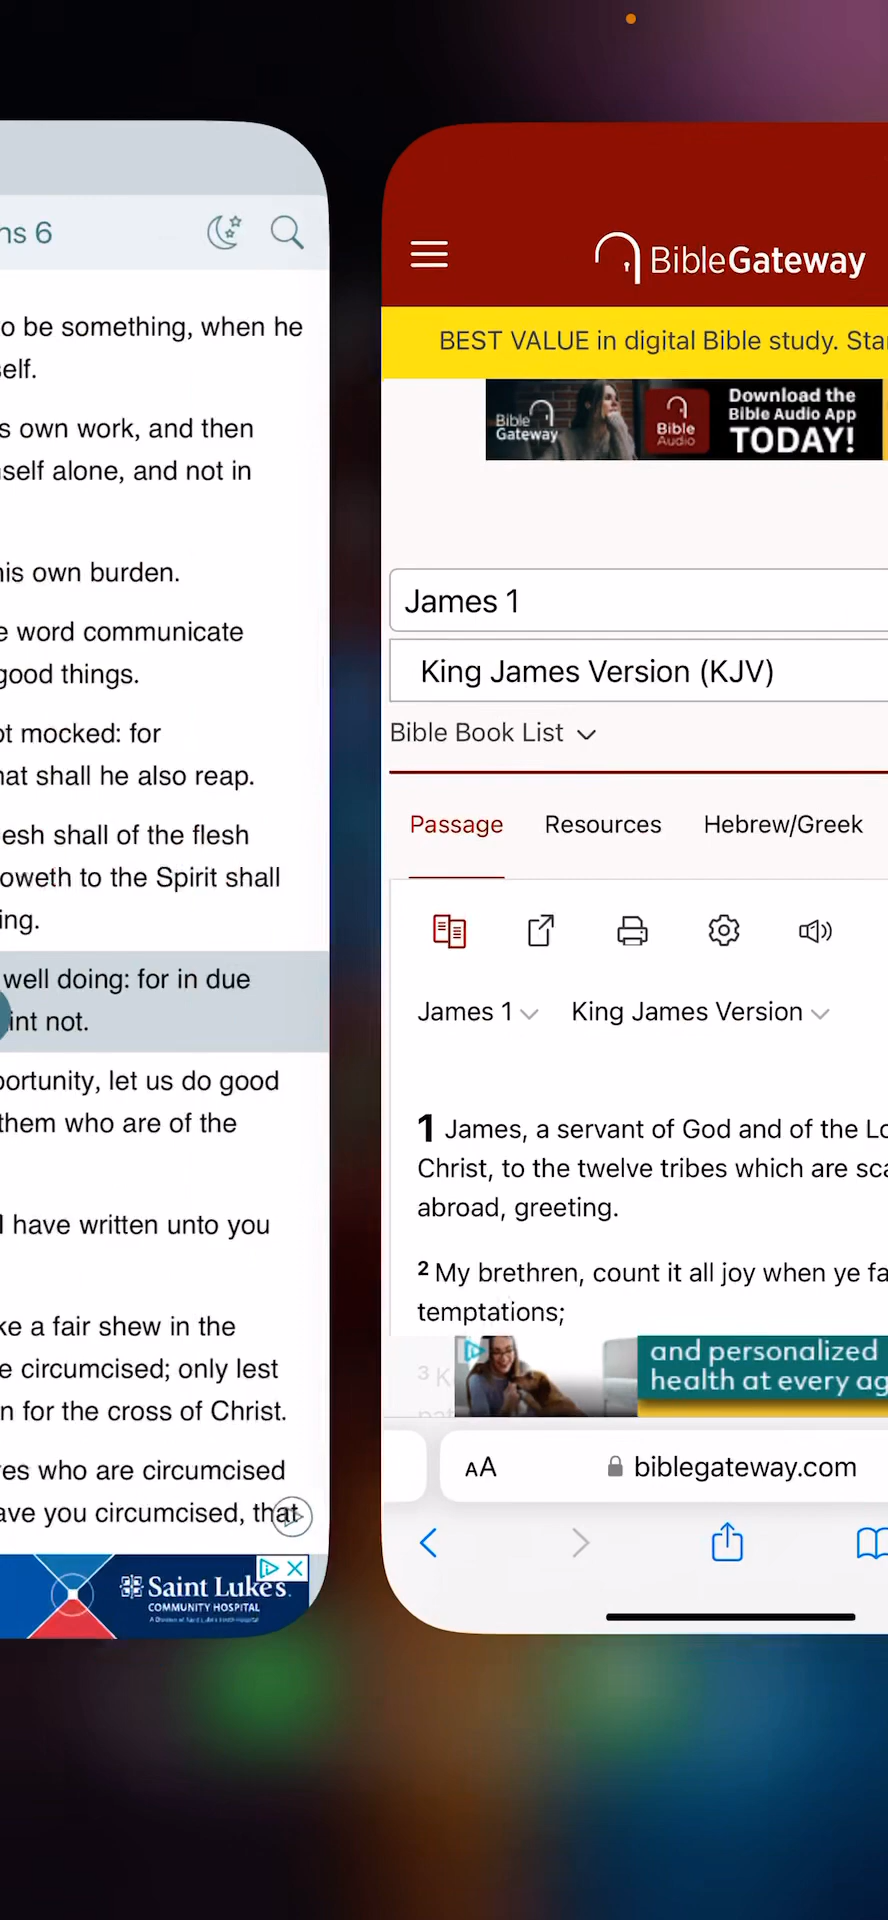 ns 6
o be something, when he
elf.
s own work, and then
self alone, and not in
his own burden.
e word communicate
good things.
ot mocked: for
hat shall he also reap.
esh shall of the flesh
oweth to the Spirit shall
ing.
well doing: for in due
int not.
portunity, let us do good
them who are of the
I have written unto you
ke a fair shew in the
e circumcised; only lest
n for the cross of Christ.
es who are circumcised
ave you circumcised, that
Saint Luke's.
COMMUNITY HOSPITAL
BibleGateway
BEST VALUE in digital Bible study. Sta
Bible
Gateway
Bible
Audio
Download the
Bible Audio App
TODAY!
James 1
King James Version (KJV)
Bible Book List
Passage Resources Hebrew/Greek
James 1 King James Version
1 James, a servant of God and of the Lo
Christ, to the twelve tribes which are sca
abroad, greeting.
2 My brethren, count it all joy when ye fa
temptations;
3 K
and personalized
health at every ag
AA biblegateway.com